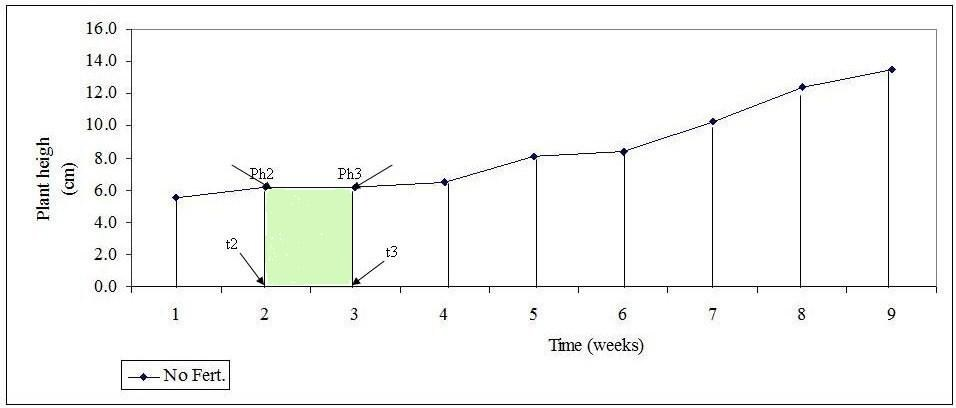 16.0
14.0
12.0
10.0
8.0
6.0
4.0
2.0
0.0
Plant heigh
(cm)
Ph2
Ph3
t2
t3
1 2 3 4 5 6 7 8 9
Time (weeks)
No Fert.